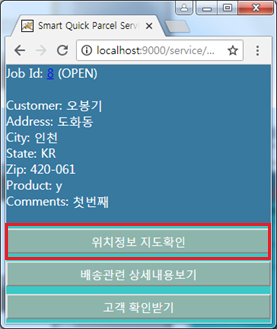 Smart Quick Parcel Serv
localhost:9000/service/...
Job Id: 8 (OPEN)
Customer: 오봉기
Address: 도화동
City: 인천
State: KR
Zip: 420-061
Product: y
Comments: 첫번째
위치정보 지도확인
배송관련 상세내용보기
고객 확인받기